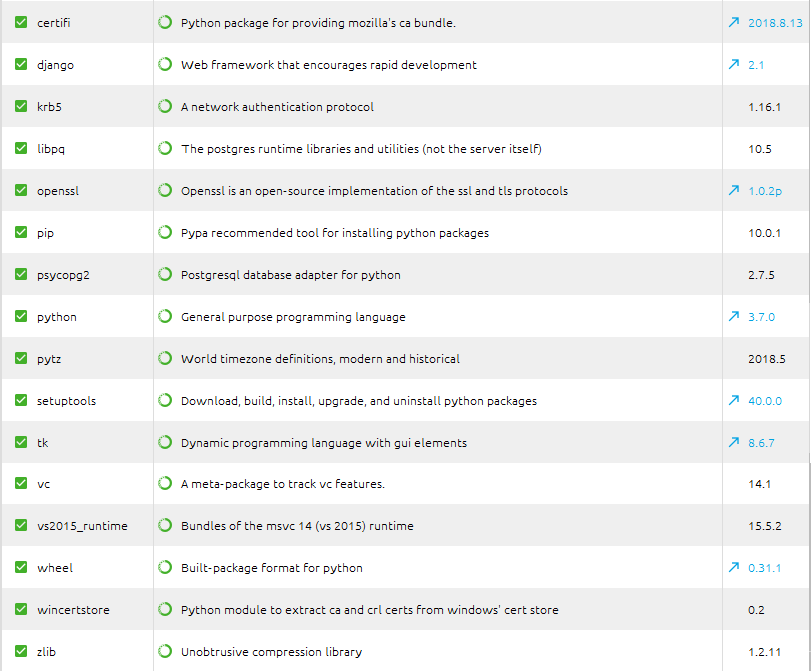 certifi Python package for providing mozilla's ca bundle. 2018.8.13
django Web framework that encourages rapid development 2.1
krb5 A network authentication protocol 1.16.1
libpq The postgres runtime libraries and utilities (not the server itself) 10.5
openssl Openssl is an open-source implementation of the ssl and tls protocols 1.0.2p
pip Pypa recommended tool for installing python packages 10.0.1
psycopg2 Postgresql database adapter for python 2.7.5
python General purpose programming language 3.7.0
pytz World timezone definitions, modern and historical 2018.5
setuptools Download, build, install, upgrade, and uninstall python packages 40.0.0
tk Dynamic programming language with gui elements 8.6.7
vc A meta-package to track vc features. 14.1
vs2015_runtime Bundles of the msvc 14 (vs 2015) runtime 15.5.2
wheel Built-package format for python 0.31.1
wincertstore Python module to extract ca and crl certs from windows' cert store 0.2
zlib Unobtrusive compression library 1.2.11